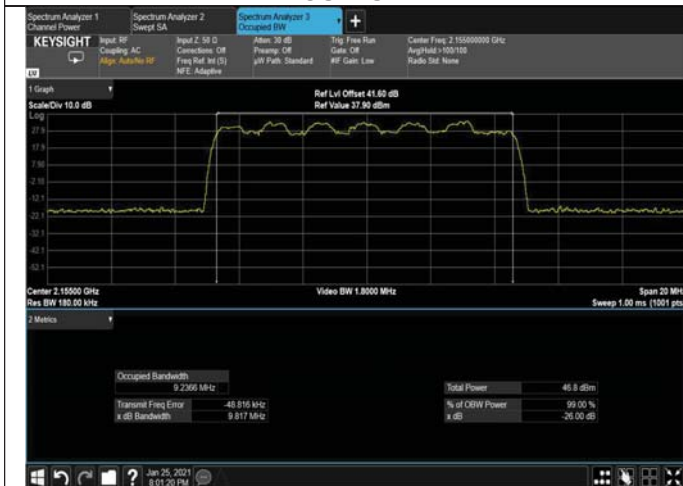 Spectrum Analyzer 1 Spectrum Analyzer 2 Spectrum Analyzer 3 +
Channel Power Swept SA Occupied BW
KEYSIGHT Input: RF Input Z: 50 Ω Atten: 30 dB Trig: Free Run Center Freq: 2.155000000 GHz
Coupling: AC Corrections: Off Preamp: Off Gate: Off Avg|Hold:>100/100
Align: Auto/No RF Freq Ref: Int (S) µW Path: Standard #IF Gain: Low Radio Std: None
NFE: Adaptive
LVI
1 Graph
Ref Lvl Offset 41.60 dB
Scale/Div 10.0 dB Ref Value 37.90 dBm
Log
27.9
17.9
7.90
-2.10
-12.1
-22.1
-32.1
-42.1
-52.1
Center 2.15500 GHz Video BW 1.8000 MHz Span 20 MH
Res BW 180.00 kHz Sweep 1.00 ms (1001 pts
2 Metrics
Occupied Bandwidth
9.2366 MHz Total Power 46.8 dBm
Transmit Freq Error -48.816 kHz % of OBW Power 99.00 %
x dB Bandwidth 9.817 MHz x dB -26.00 dB
? Jan 25, 2021
8:01:20 PM